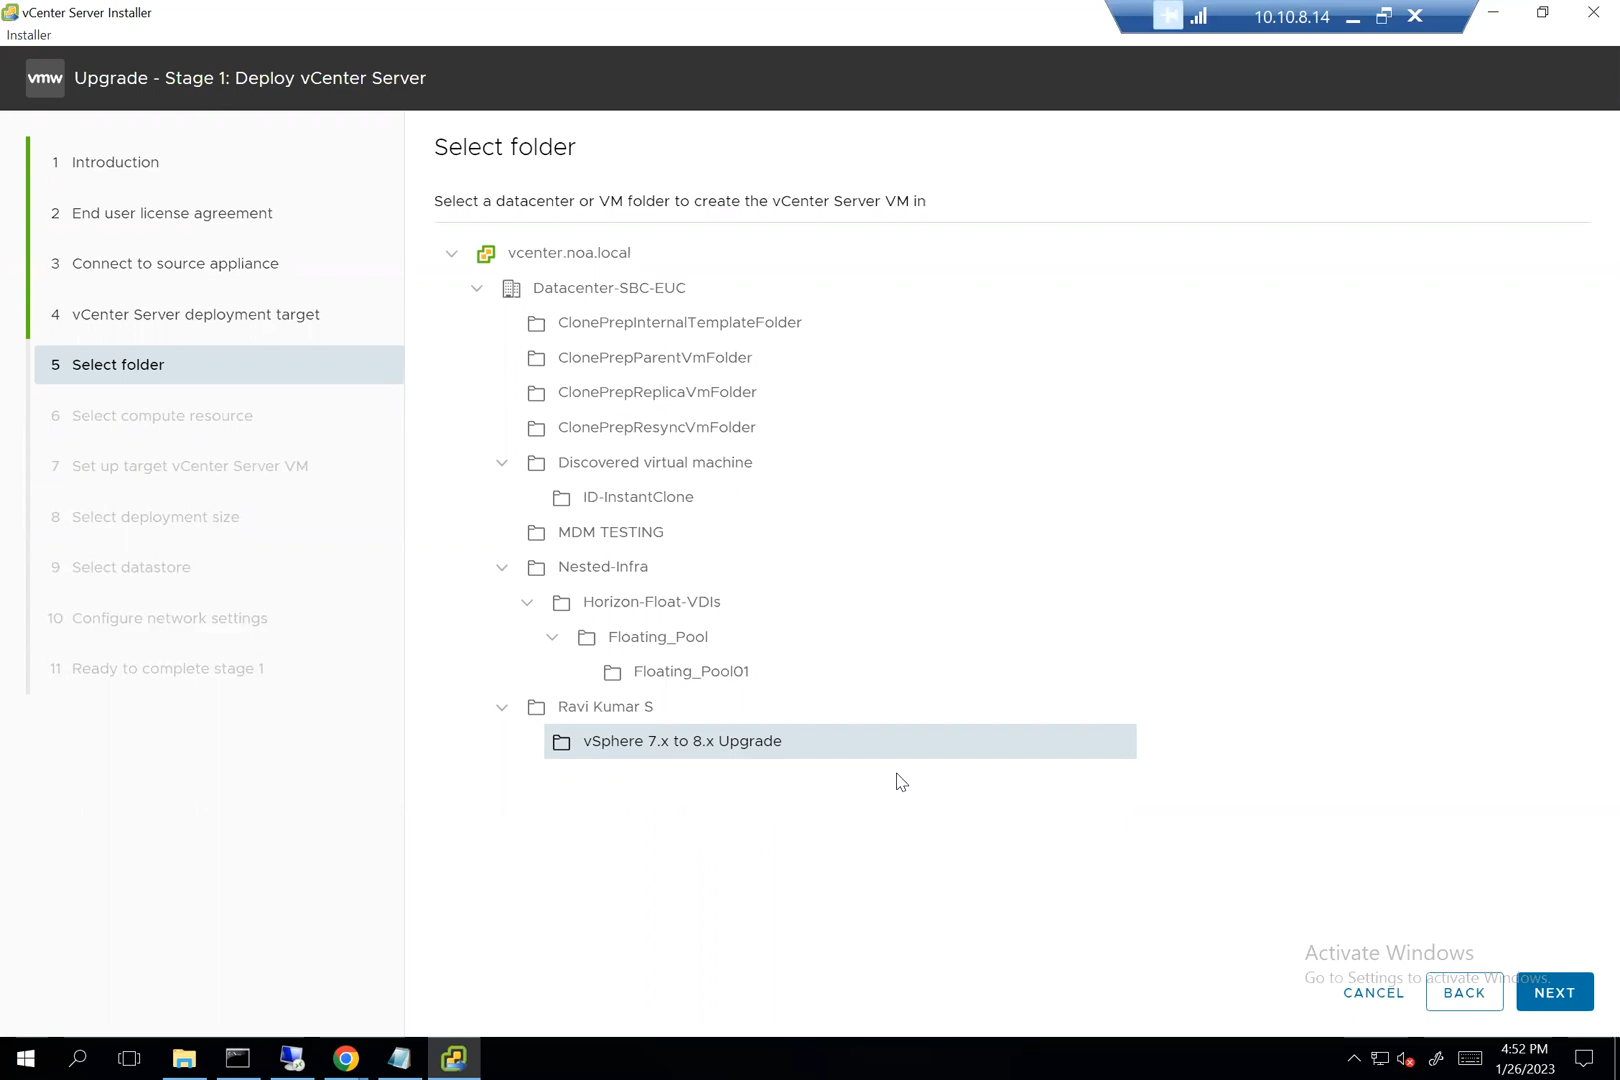 vCenter Server Installer
10.10.8.14
Installer
vmw Upgrade - Stage 1: Deploy vCenter Server
1 Introduction
2 End user license agreement
3 Connect to source appliance
4 vCenter Server deployment target
5 Select folder
6 Select compute resource
7 Set up target vCenter Server VM
8 Select deployment size
9 Select datastore
10 Configure network settings
11 Ready to complete stage 1
Select folder
Select a datacenter or VM folder to create the vCenter Server VM in
vcenter.noa.local
Datacenter-SBC-EUC
ClonePrepInternalTemplateFolder
ClonePrepParentVmFolder
ClonePrepReplicaVmFolder
ClonePrepResyncVmFolder
Discovered virtual machine
ID-InstantClone
MDM TESTING
Nested-Infra
Horizon-Float-VDIs
Floating_Pool
Floating_Pool01
Ravi Kumar S
vSphere 7.x to 8.x Upgrade
Activate Windows
Go to Settings to activate Windows.
CANCEL BACK NEXT
4:52 PM
1/26/2023